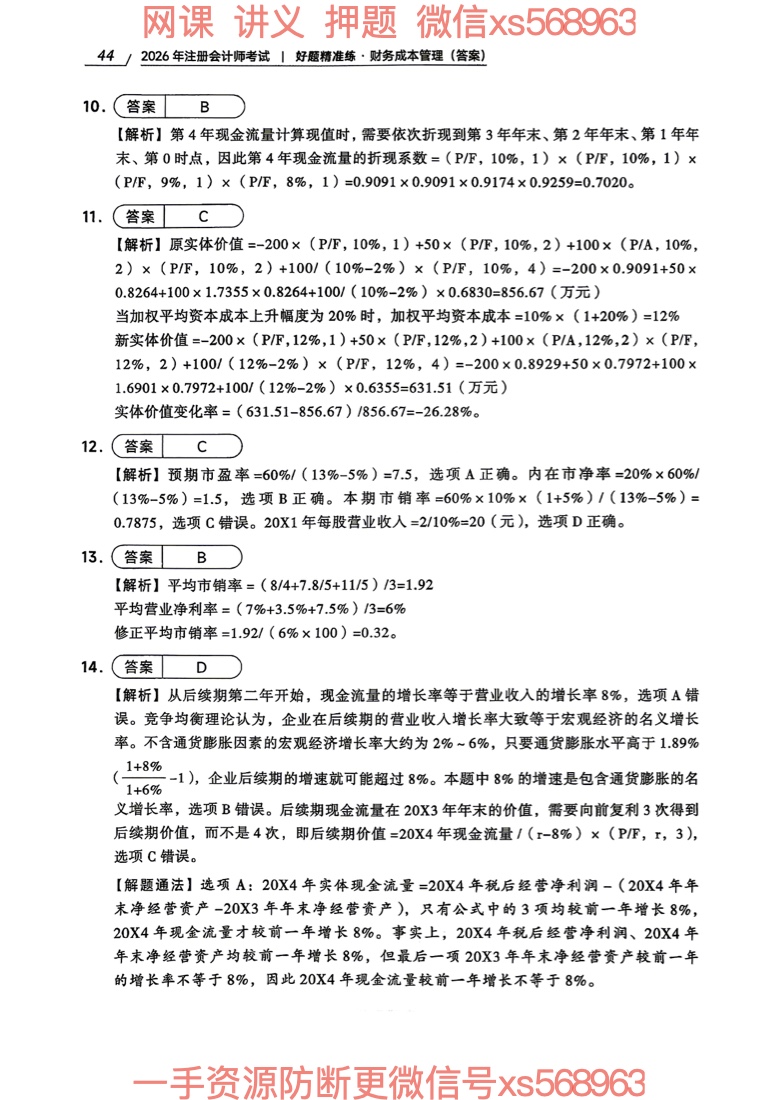 网课 讲义 押题 微信xs568963
44 / 2026年注册会计师考试 | 好题精准练·财务成本管理（答案）
10. 答案 B
【解析】第4年现金流量计算现值时，需要依次折现到第3年年末、第2年年末、第1年年
末、第0时点，因此第4年现金流量的折现系数=（P/F，10%，1）×（P/F，10%，1）×
（P/F，9%，1）×（P/F，8%，1）=0.9091×0.9091×0.9174×0.9259=0.7020。
11. 答案 C
【解析】原实体价值=-200×（P/F，10%，1）+50×（P/F，10%，2）+100×（P/A，10%，
2）×（P/F，10%，2）+100/（10%-2%）×（P/F，10%，4）=-200×0.9091+50×
0.8264+100×1.7355×0.8264+100/（10%-2%）×0.6830=856.67（万元）
当加权平均资本成本上升幅度为20%时，加权平均资本成本=10%×（1+20%）=12%
新实体价值=-200×（P/F,12%,1）+50×（P/F,12%,2）+100×（P/A,12%,2）×（P/F,
12%，2）+100/（12%-2%）×（P/F，12%，4）=-200×0.8929+50×0.7972+100×
1.6901×0.7972+100/（12%-2%）×0.6355=631.51（万元）
实体价值变化率=（631.51-856.67）/856.67=-26.28%。
12. 答案 C
【解析】预期市盈率=60%/（13%-5%）=7.5，选项A正确。内在市净率=20%×60%/
（13%-5%）=1.5，选项B正确。本期市销率=60%×10%×（1+5%）/（13%-5%）=
0.7875，选项C错误。20X1年每股营业收入=2/10%=20（元），选项D正确。
13. 答案 B
【解析】平均市销率=（8/4+7.8/5+11/5）/3=1.92
平均营业净利率=（7%+3.5%+7.5%）/3=6%
修正平均市销率=1.92/（6%×100）=0.32。
14. 答案 D
【解析】从后续期第二年开始，现金流量的增长率等于营业收入的增长率8%，选项A错
误。竞争均衡理论认为，企业在后续期的营业收入增长率大致等于宏观经济的名义增长
率。不含通货膨胀因素的宏观经济增长率大约为2%~6%，只要通货膨胀水平高于1.89%
（(1+8%)/(1+6%)-1），企业后续期的增速就可能超过8%。本题中8%的增速是包含通货膨胀的名
义增长率，选项B错误。后续期现金流量在20X3年年末的价值，需要向前复利3次得到
后续期价值，而不是4次，即后续期价值=20X4年现金流量/（r-8%）×（P/F，r，3），
选项C错误。
【解题通法】选项A：20X4年实体现金流量=20X4年税后经营净利润-（20X4年年
末净经营资产-20X3年年末净经营资产），只有公式中的3项均较前一年增长8%，
20X4年现金流量才较前一年增长8%。事实上，20X4年税后经营净利润、20X4年
年末净经营资产均较前一年增长8%，但最后一项20X3年年末净经营资产较前一年
的增长率不等于8%，因此20X4年现金流量较前一年增长不等于8%。
一手资源防断更微信号xs568963